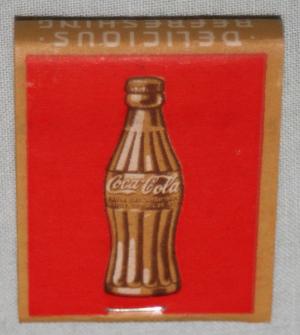 · DELICIOUS ·
REFRESHING
Coca-Cola